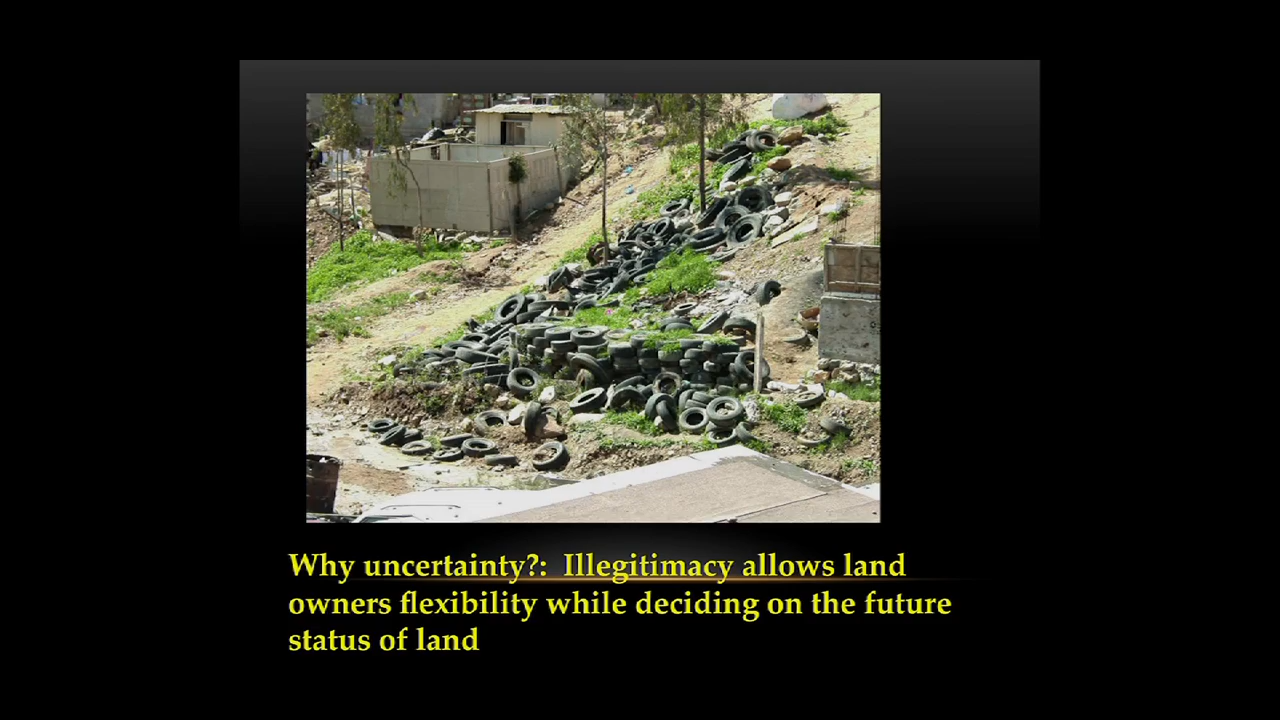 Why uncertainty?:  Illegitimacy allows land
owners flexibility while deciding on the future
status of land